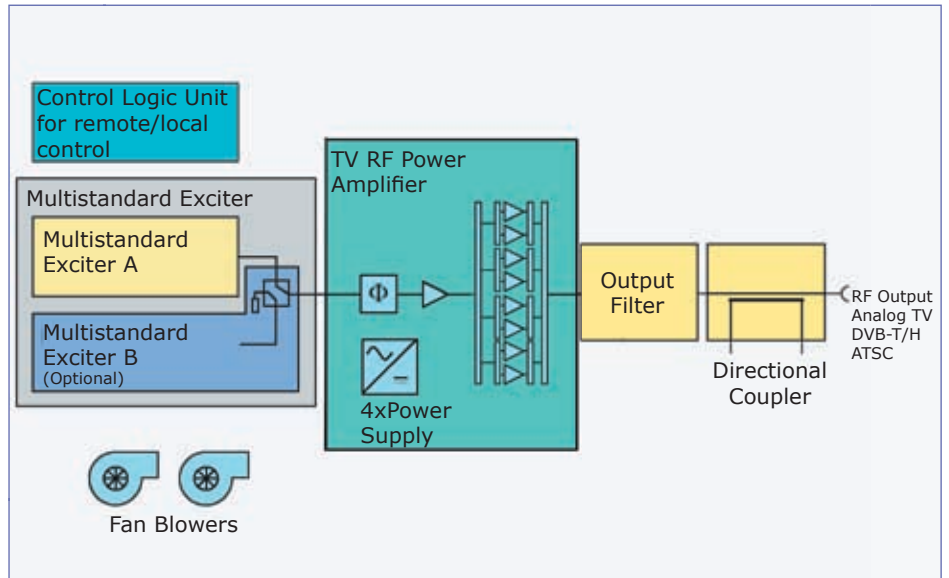 Control Logic Unit
for remote/local
control
Multistandard Exciter
Multistandard
Exciter A
Multistandard
Exciter B
(Optional)
TV RF Power
Amplifier
Φ
4xPower
Supply
Output
Filter
Directional
Coupler
RF Output
Analog TV
DVB-T/H
ATSC
Fan Blowers